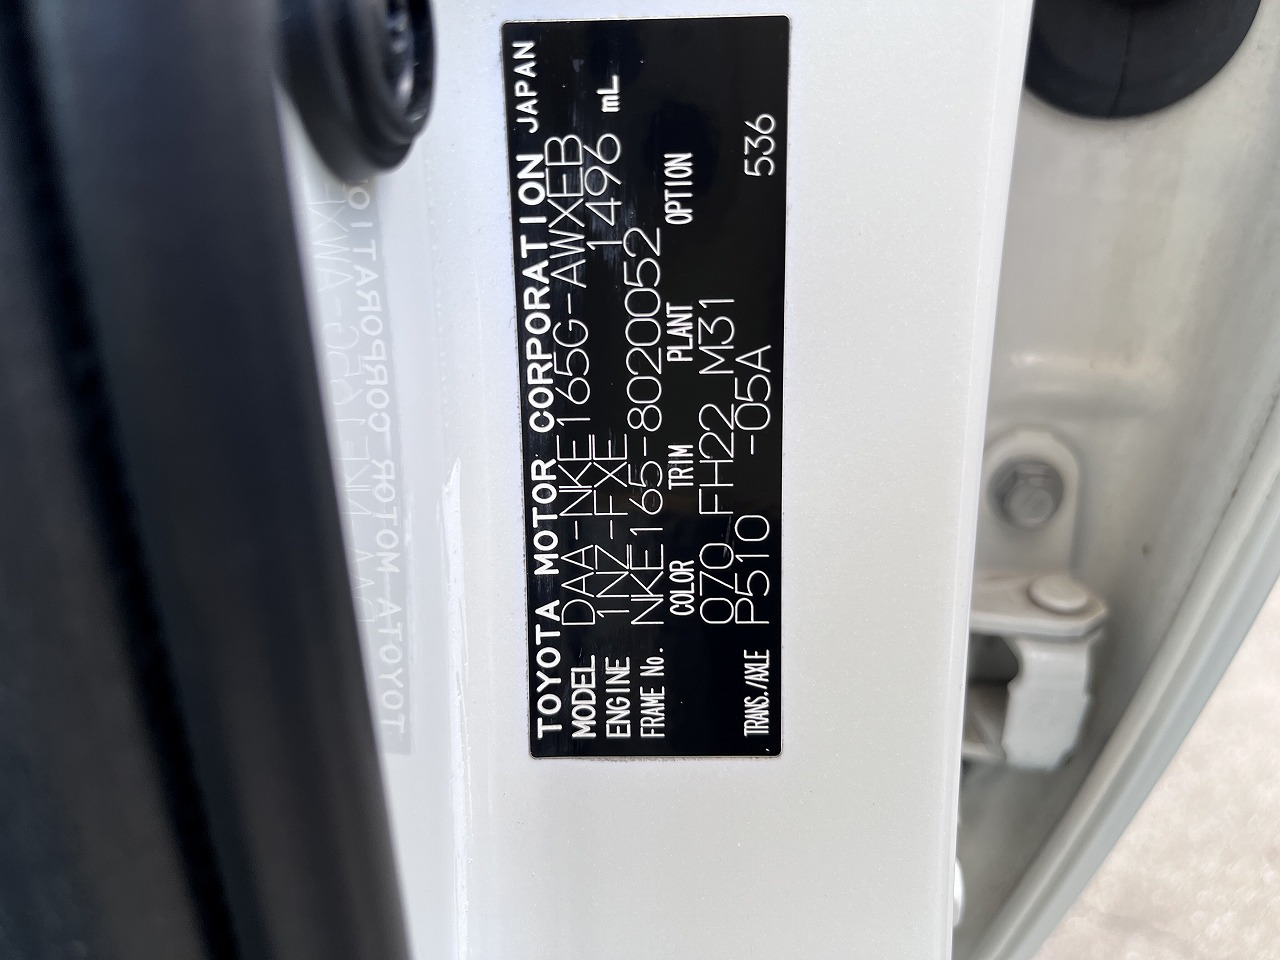 TOYOTA MOTOR CORPORATION JAPAN
MODEL DAA-NKE165G-AWXEB
ENGINE 1NZ-FXE 1496 mL
FRAME No. NKE165-8020052
COLOR TRIM PLANT OPTION
070 FH22 M31
TRANS./AXLE P510 -05A 536